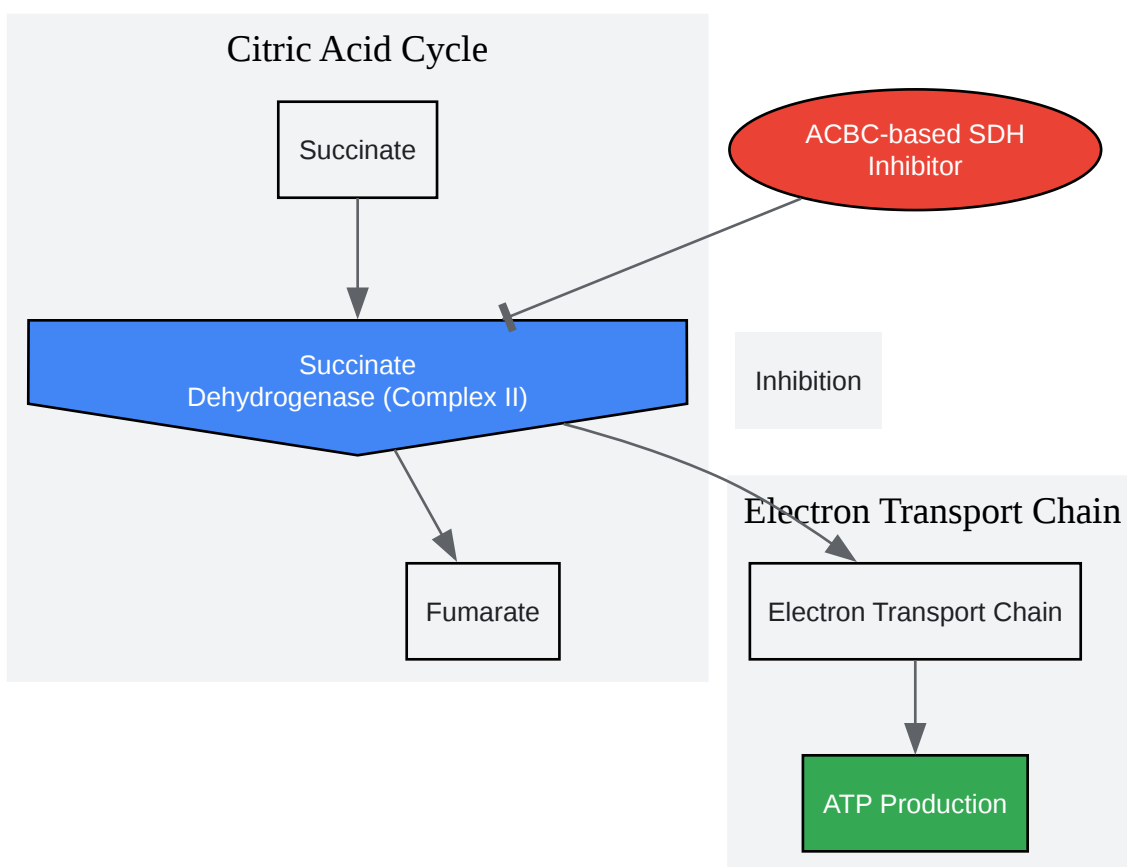 Citric Acid Cycle
Succinate
ACBC-based SDH
Inhibitor
Succinate
Dehydrogenase (Complex II)
Inhibition
Electron Transport Chain
Fumarate
Electron Transport Chain
ATP Production